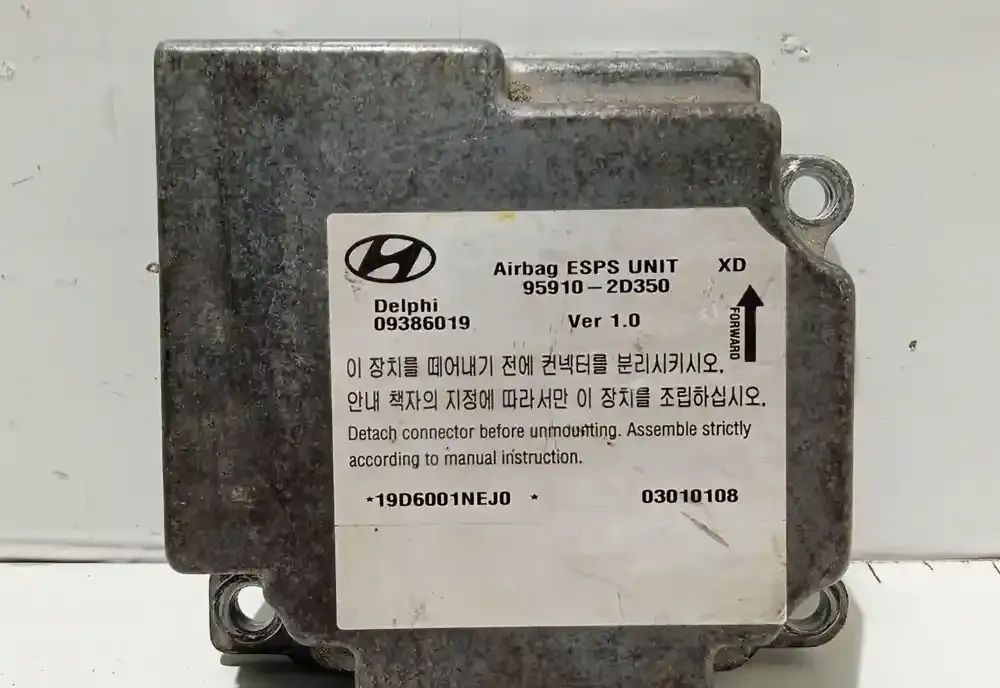 Airbag ESPS UNIT XD
95910-2D350
Delphi
09386019 Ver 1.0
FORWARD
이 장치를 떼어내기 전에 컨넥터를 분리시키시오.
안내 책자의 지정에 따라서만 이 장치를 조립하십시오.
Detach connector before unmounting. Assemble strictly
according to manual instruction.
*19D6001NEJ0 * 03010108